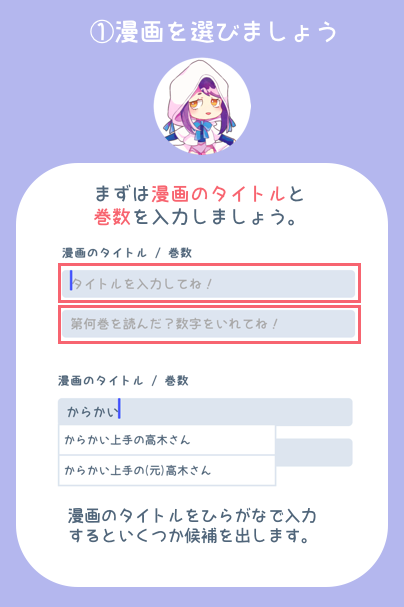 ①漫画を選びましょう
まずは漫画のタイトルと
巻数を入力しましょう。
漫画のタイトル / 巻数
タイトルを入力してね！
第何巻を読んだ？数字をいれてね！
漫画のタイトル / 巻数
からかい
からかい上手の高木さん
からかい上手の(元)高木さん
漫画のタイトルをひらがなで入力
するといくつか候補を出します。